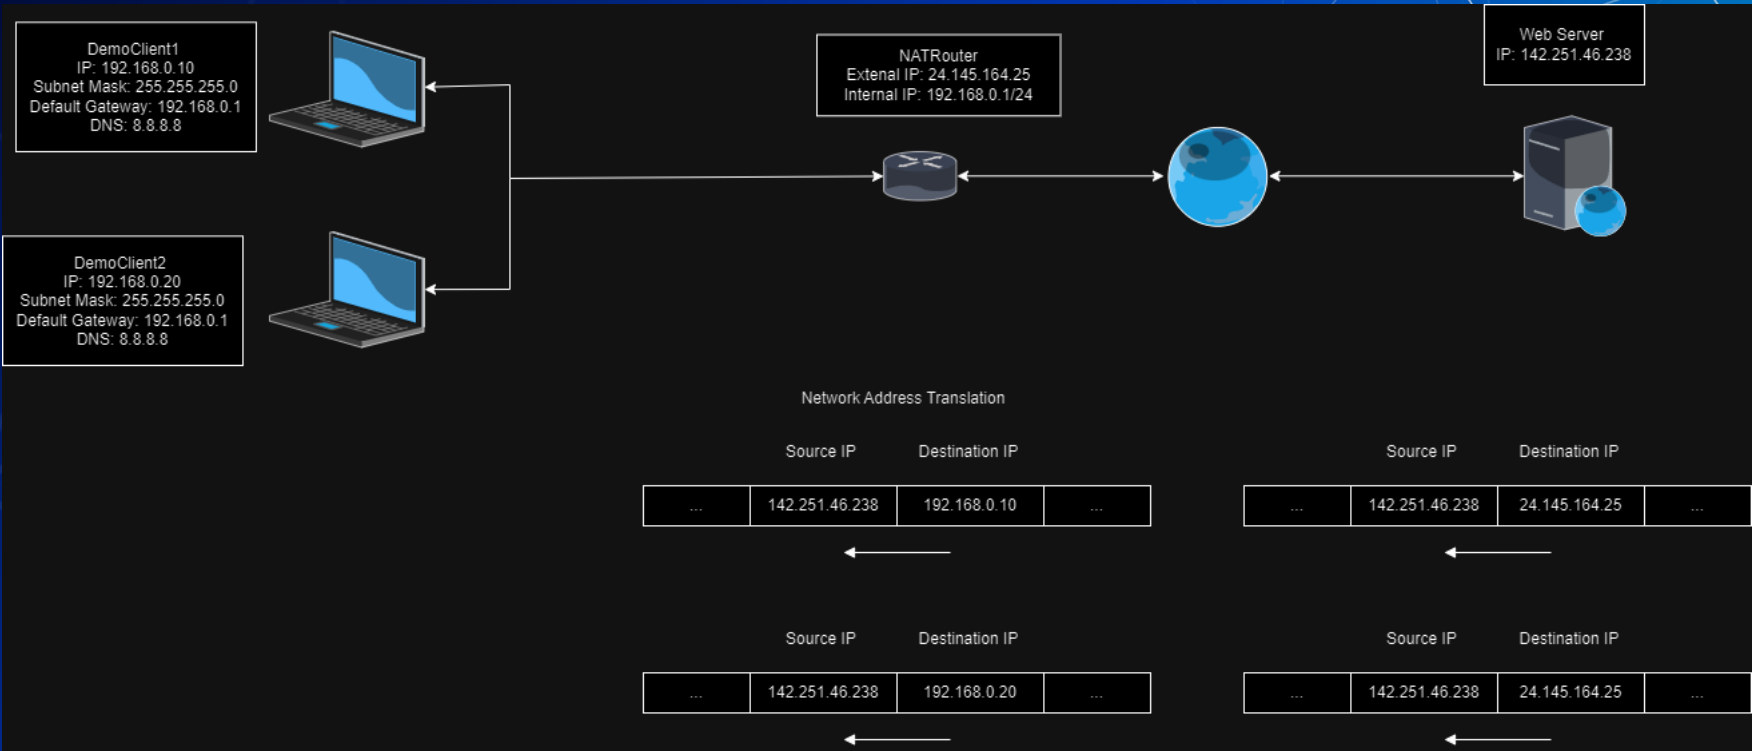 DemoClient1
IP: 192.168.0.10
Subnet Mask: 255.255.255.0
Default Gateway: 192.168.0.1
DNS: 8.8.8.8
NATRouter
Extenal IP: 24.145.164.25
Internal IP: 192.168.0.1/24
Web Server
IP: 142.251.46.238
DemoClient2
IP: 192.168.0.20
Subnet Mask: 255.255.255.0
Default Gateway: 192.168.0.1
DNS: 8.8.8.8
Network Address Translation
Source IP Destination IP
... 142.251.46.238 192.168.0.10 ...
Source IP Destination IP
... 142.251.46.238 24.145.164.25 ...
Source IP Destination IP
... 142.251.46.238 192.168.0.20 ...
Source IP Destination IP
... 142.251.46.238 24.145.164.25 ...